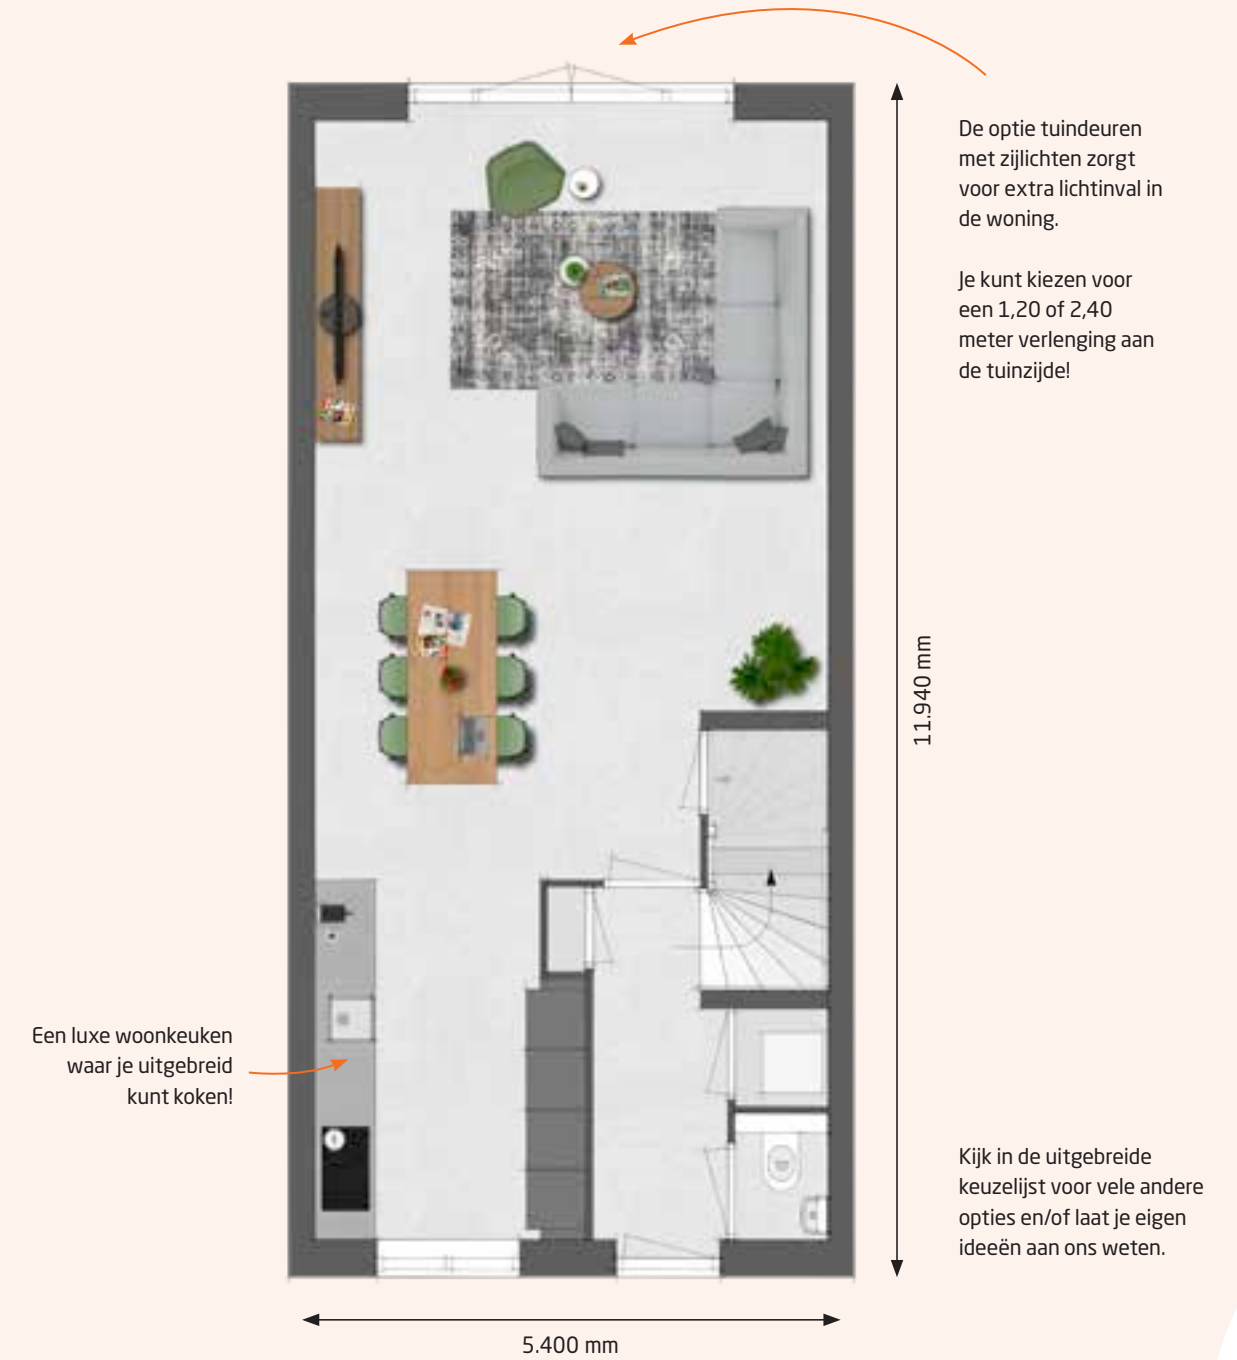 De optie tuindeuren
met zijlichten zorgt
voor extra lichtinval in
de woning.
Je kunt kiezen voor
een 1,20 of 2,40
meter verlenging aan
de tuinzijde!
11.940 mm
Een luxe woonkeuken
waar je uitgebreid
kunt koken!
Kijk in de uitgebreide
keuzelijst voor vele andere
opties en/of laat je eigen
ideeën aan ons weten.
5.400 mm